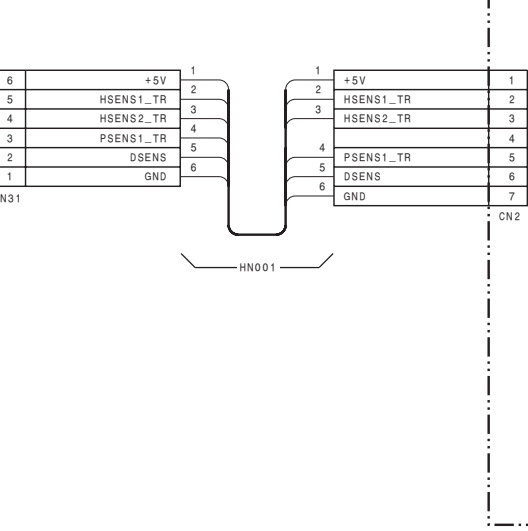 6 +5V 1 1 +5V 1
5 HSENS1_TR 2 2 HSENS1_TR 2
4 HSENS2_TR 3 3 HSENS2_TR 3
3 PSENS1_TR 4 4
2 DSENS 5 4 PSENS1_TR 5
1 GND 6 5 DSENS 6
6 GND 7
N31
CN2
HN001